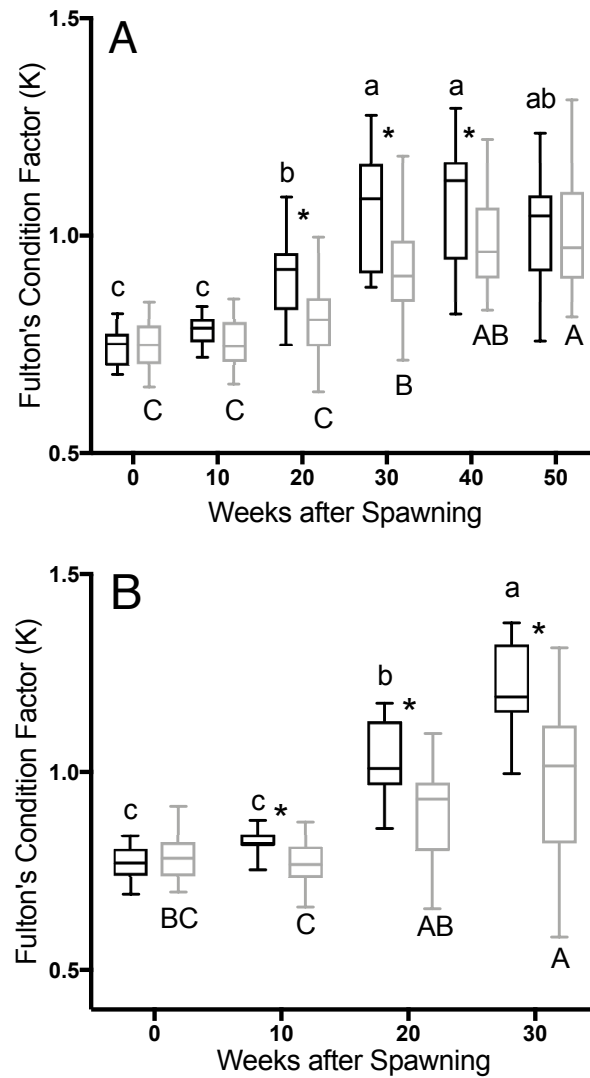 A
1.5
a
a
ab
*
*
b
*
Fulton's Condition Factor (K)
1.0
c
c
C
C
C
B
AB
A
0.5
0 10 20 30 40 50
Weeks after Spawning
B
1.5
a
*
b
*
Fulton's Condition Factor (K)
1.0
c
c
*
BC
C
AB
A
0.5
0 10 20 30
Weeks after Spawning